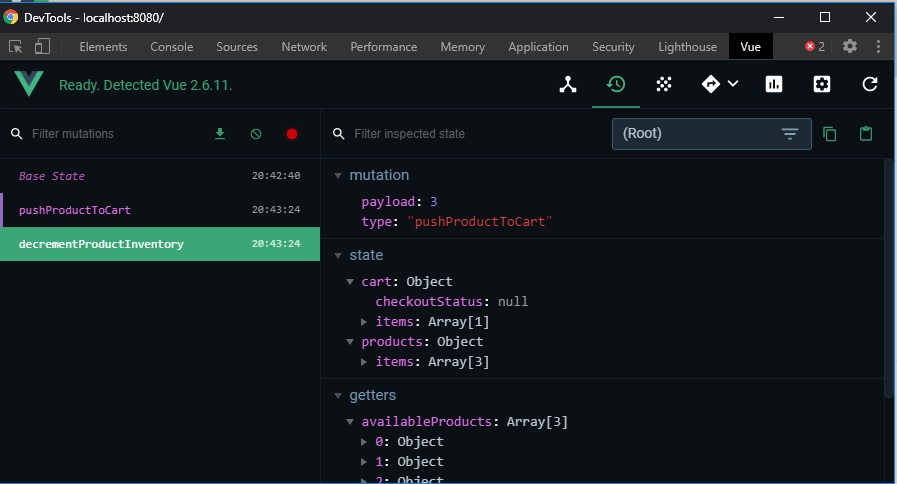 DevTools - localhost:8080/
Elements Console Sources Network Performance Memory Application Security Lighthouse Vue 2
Ready. Detected Vue 2.6.11.
Filter mutations
Filter inspected state
(Root)
Base State 20:42:40
pushProductToCart 20:43:24
decrementProductInventory 20:43:24
mutation
payload: 3
type: "pushProductToCart"
state
cart: Object
checkoutStatus: null
items: Array[1]
products: Object
items: Array[3]
getters
availableProducts: Array[3]
0: Object
1: Object
2: Object